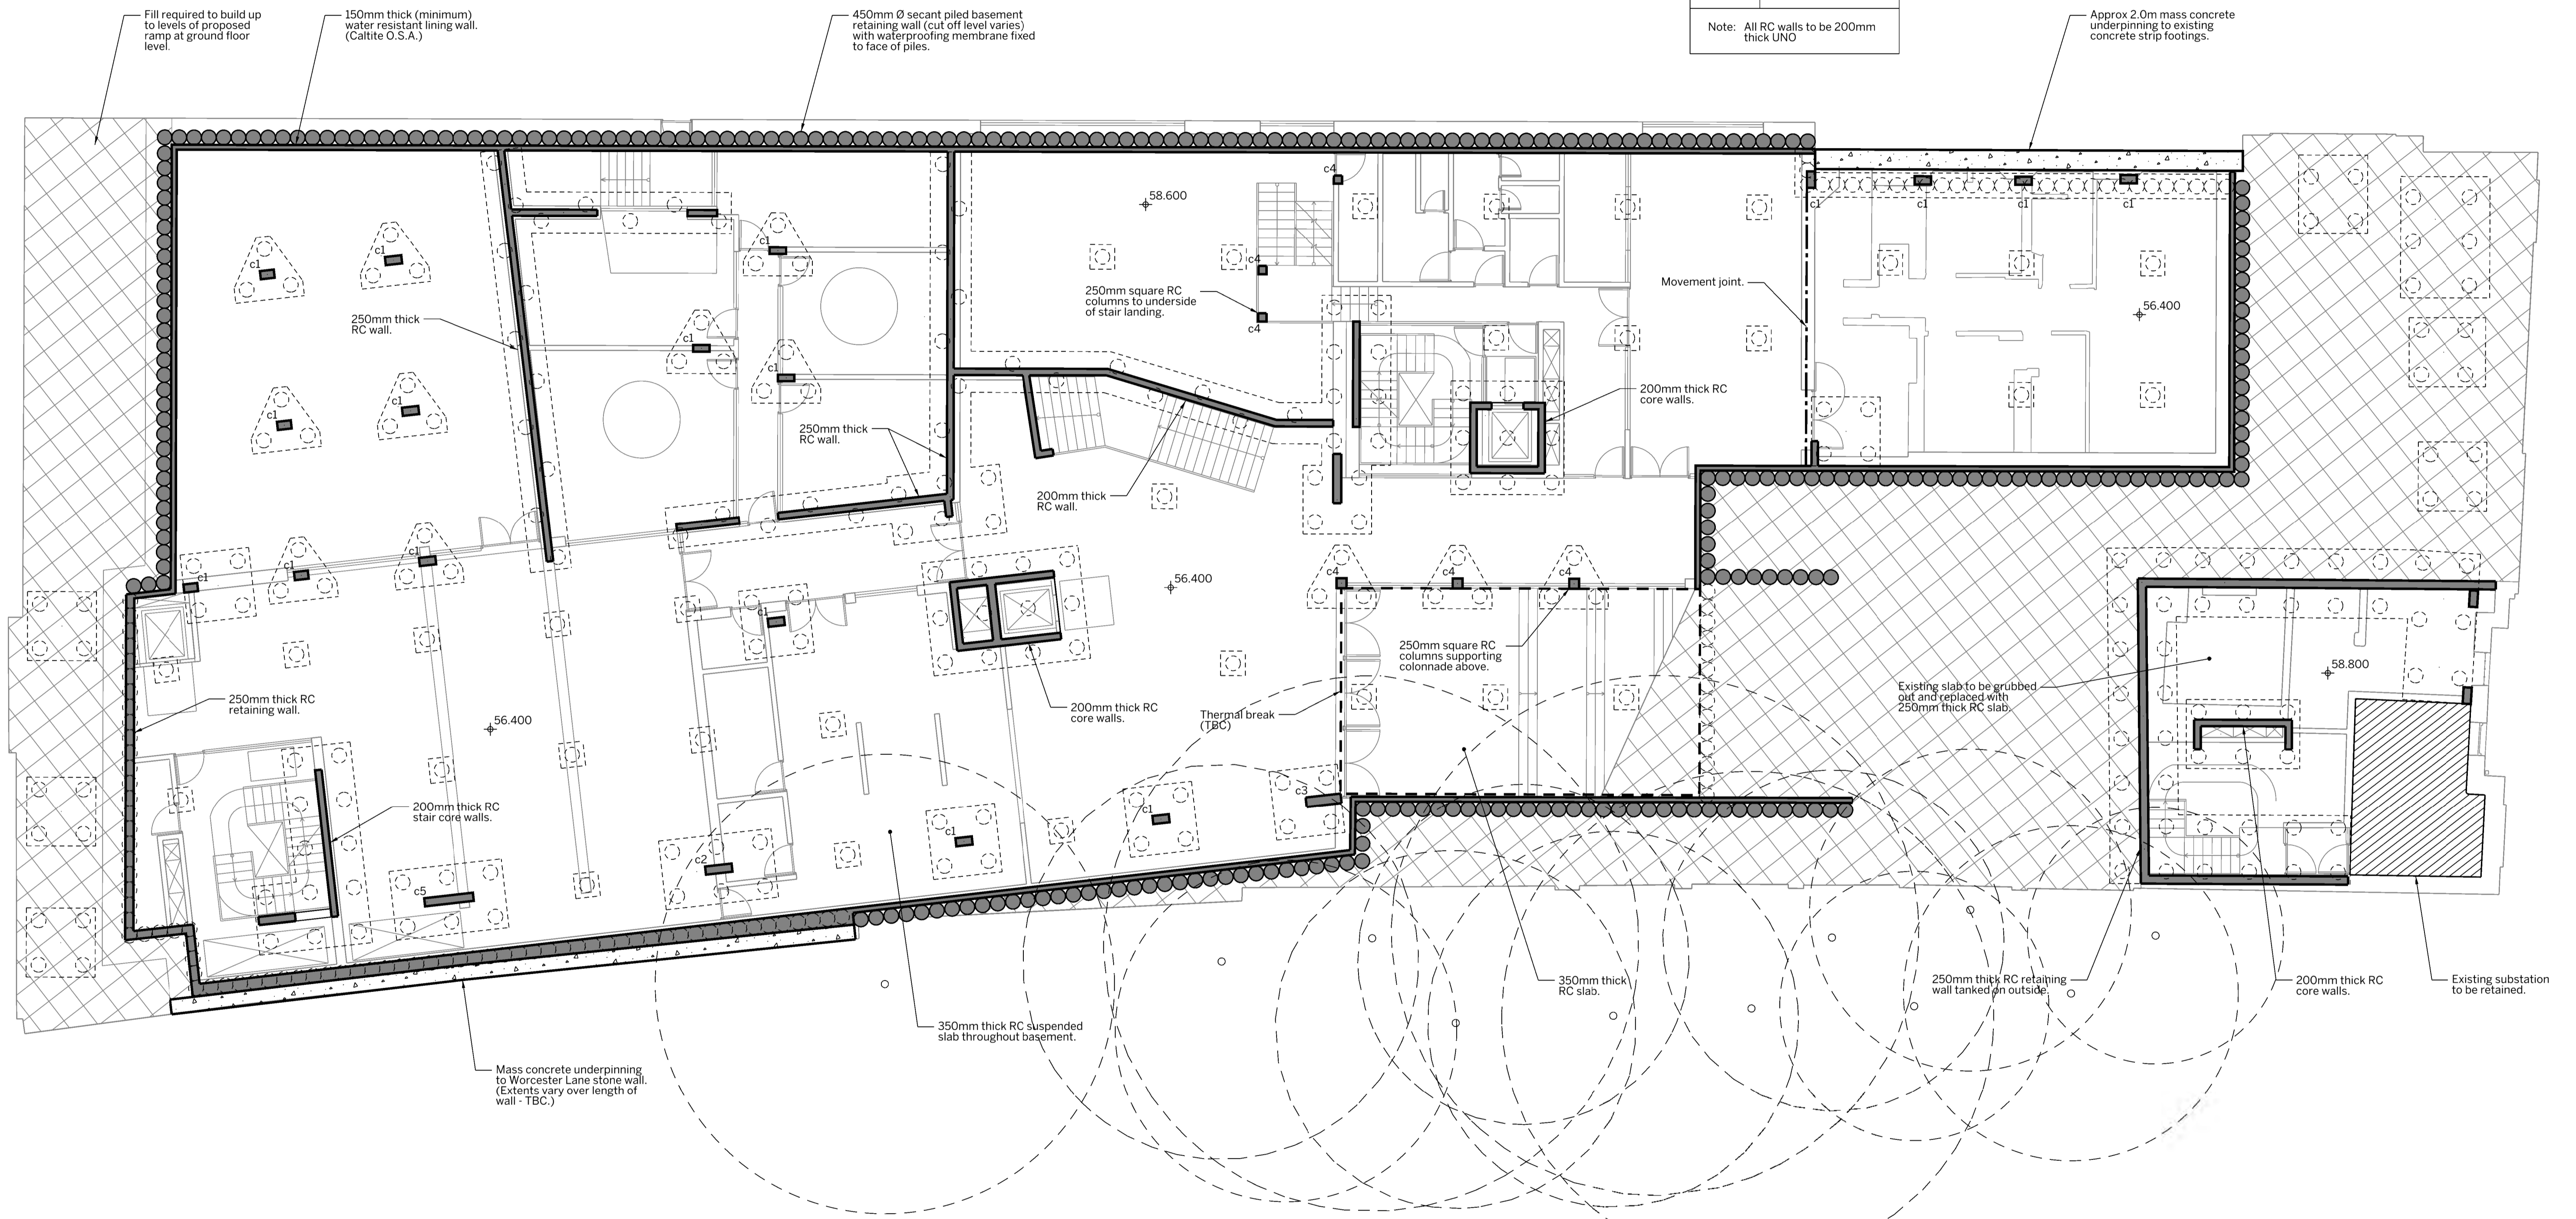 Fill required to build up
to levels of proposed
ramp at ground floor
level.
150mm thick (minimum)
water resistant lining wall.
(Caltite O.S.A.)
450mm Ø secant piled basement
retaining wall (cut off level varies)
with waterproofing membrane fixed
to face of piles.
Note: All RC walls to be 200mm
thick UNO
Approx 2.0m mass concrete
underpinning to existing
concrete strip footings.
c4
58.600
c1
c1
c1
c1
c1
c1
c1
c4
250mm square RC
columns to underside
of stair landing.
c4
Movement joint.
56.400
250mm thick
RC wall.
c1
c1
c1
c1
200mm thick RC
core walls.
250mm thick
RC wall.
200mm thick
RC wall.
c1
c1
c1
56.400
c4
c4
c4
c1
250mm square RC
columns supporting
colonnade above.
58.800
Existing slab to be grubbed
out and replaced with
250mm thick RC slab.
250mm thick RC
retaining wall.
56.400
200mm thick RC
core walls.
Thermal break
(TBC)
200mm thick RC
stair core walls.
c3
c1
c1
c2
c5
350mm thick
RC slab.
250mm thick RC retaining
wall tanked on outside.
200mm thick RC
core walls.
Existing substation
to be retained.
350mm thick RC suspended
slab throughout basement.
Mass concrete underpinning
to Worcester Lane stone wall.
(Extents vary over length of
wall - TBC.)